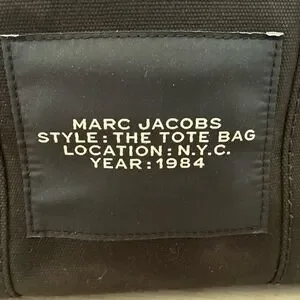 MARC JACOBS
STYLE: THE TOTE BAG
LOCATION: N.Y.C.
YEAR:1984